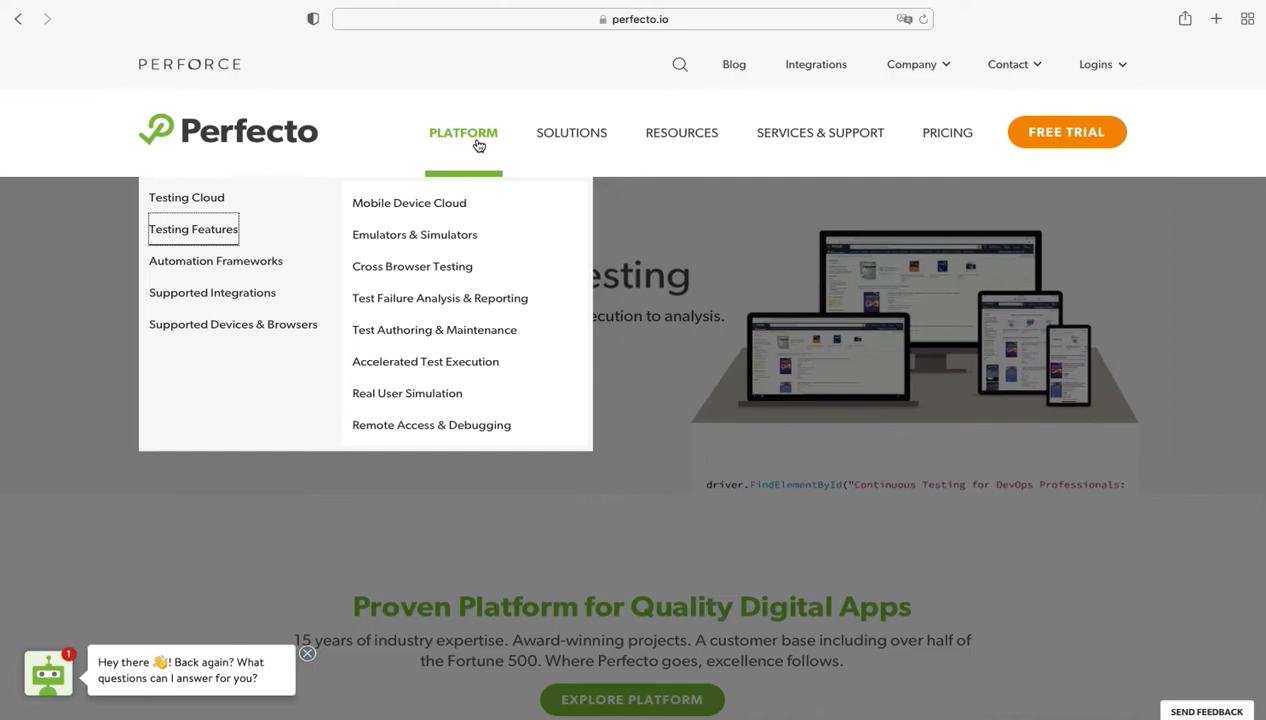 perfecto.io
PERFORCE
Blog
Integrations
Company
Contact
Logins
Perfecto
PLATFORM
SOLUTIONS
RESOURCES
SERVICES & SUPPORT
PRICING
FREE TRIAL
Testing Cloud
Testing Features
Automation Frameworks
Supported Integrations
Supported Devices & Browsers
Mobile Device Cloud
Emulators & Simulators
Cross Browser Testing
Test Failure Analysis & Reporting
Test Authoring & Maintenance
Accelerated Test Execution
Real User Simulation
Remote Access & Debugging
esting
ecution to analysis.
driver.FindElementById("Continuous Testing for DevOps Professionals:
Proven Platform for Quality Digital Apps
15 years of industry expertise. Award-winning projects. A customer base including over half of
the Fortune 500. Where Perfecto goes, excellence follows.
EXPLORE PLATFORM
1
Hey there 👋! Back again? What
questions can I answer for you?
SEND FEEDBACK